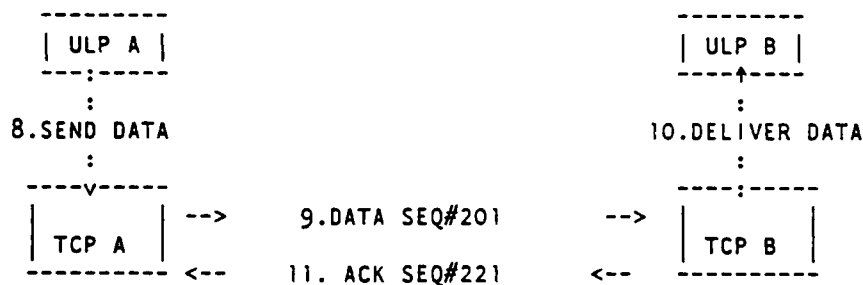 ULP A ULP B
8.SEND DATA 10.DELIVER DATA
--> 9.DATA SEQ#201 -->
TCP A TCP B
<-- 11. ACK SEQ#221 <--